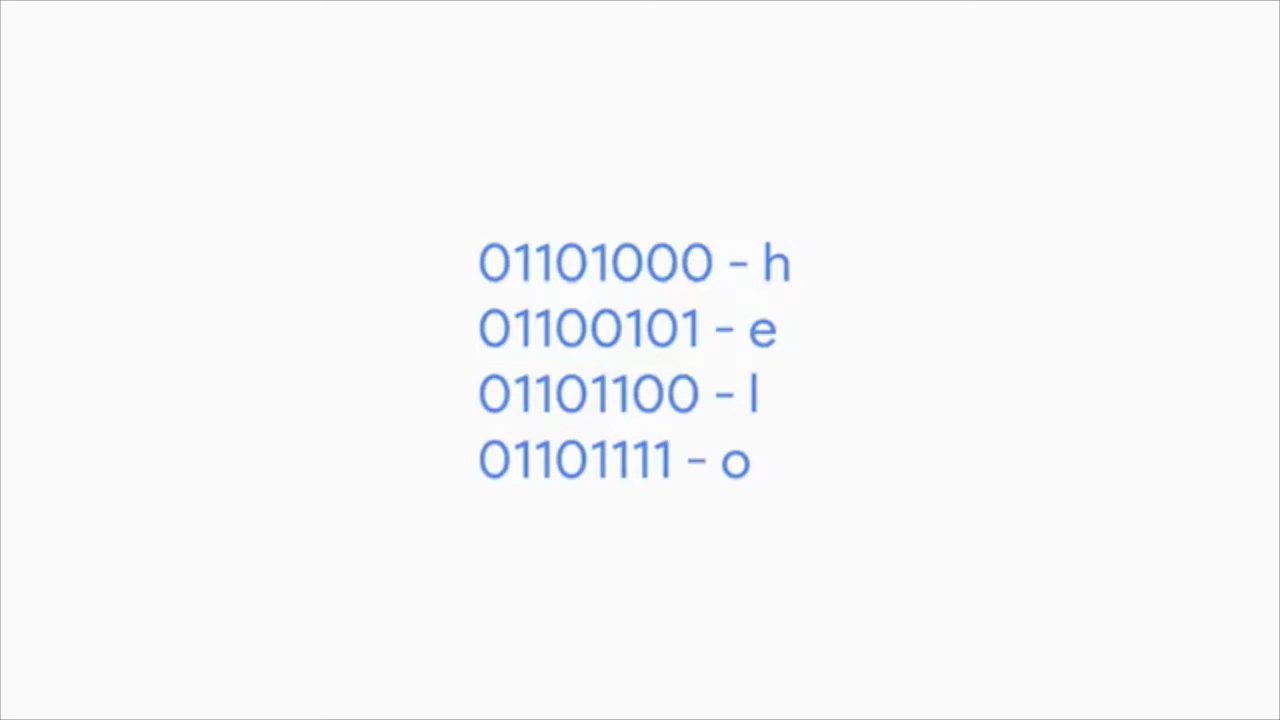 01101000 - h
01100101 - e
01101100 - l
01101111 - o